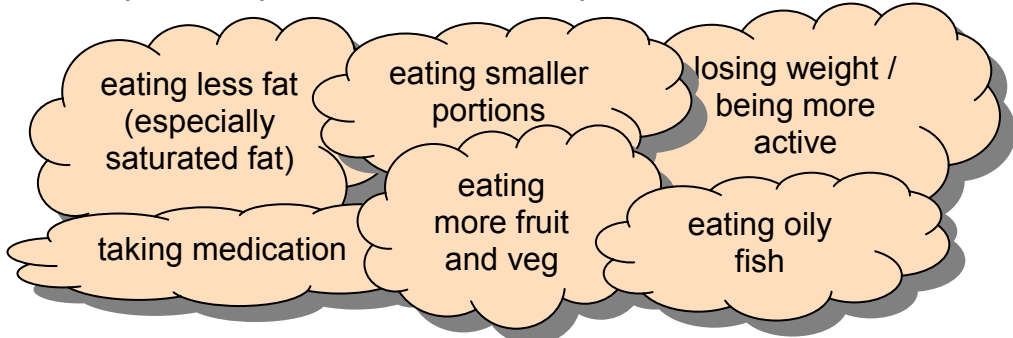 eating less fat
(especially
saturated fat)
eating smaller
portions
losing weight /
being more
active
taking medication
eating
more fruit
and veg
eating oily
fish